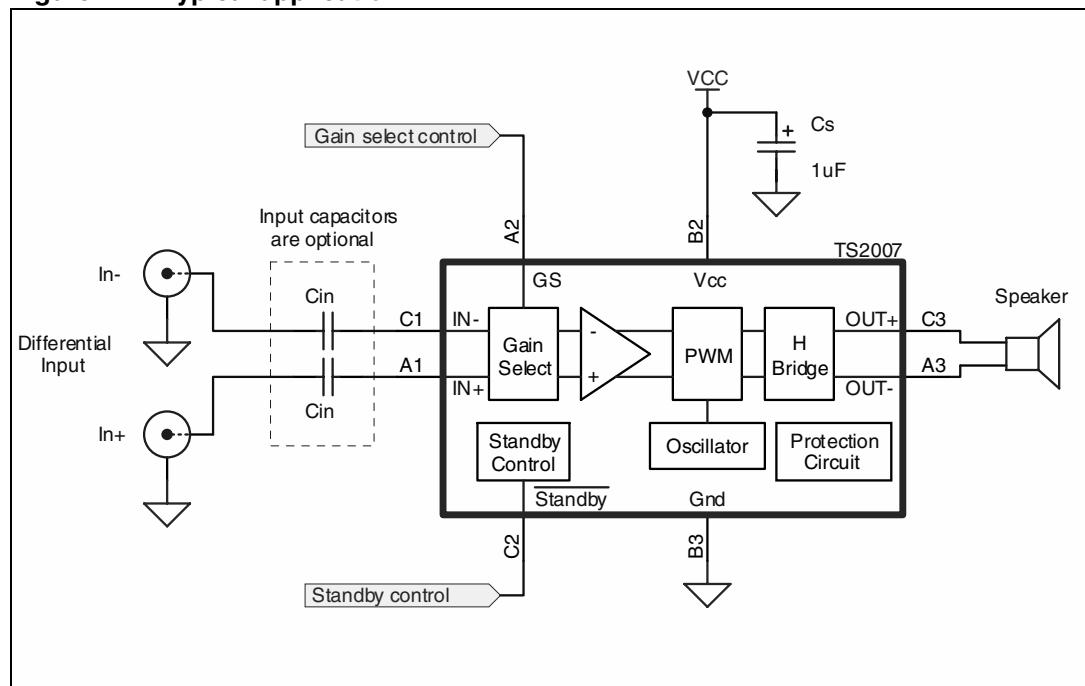 VCC
Cs
+
1uF
Gain select control
Input capacitors
are optional
A2
B2
TS2007
In-
Cin
GS
Vcc
Speaker
C1
IN-
OUT+
C3
Differential
Input
Gain
Select
-
+
PWM
H
Bridge
A1
IN+
OUT-
A3
Cin
In+
Standby
Control
Oscillator
Protection
Circuit
Standby
Gnd
C2
B3
Standby control